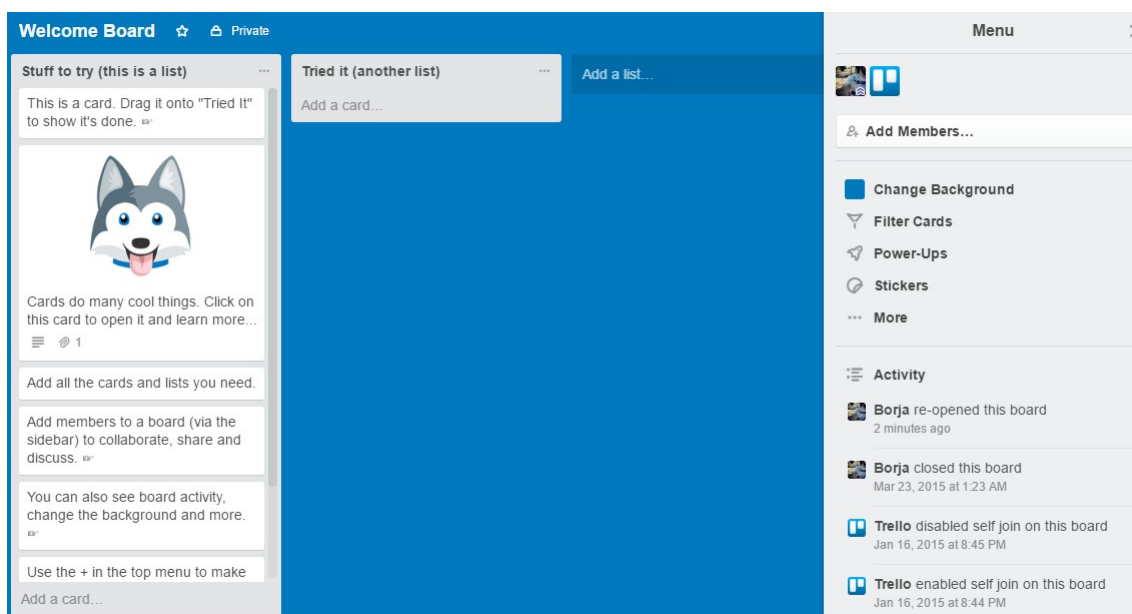 Welcome Board
Private
Stuff to try (this is a list)
This is a card. Drag it onto "Tried It"
to show it's done.
Cards do many cool things. Click on
this card to open it and learn more...
1
Add all the cards and lists you need.
Add members to a board (via the
sidebar) to collaborate, share and
discuss.
You can also see board activity,
change the background and more.
Use the + in the top menu to make
Add a card...
Tried it (another list)
Add a card...
Add a list...
Menu
Add Members...
Change Background
Filter Cards
Power-Ups
Stickers
More
Activity
Borja re-opened this board
2 minutes ago
Borja closed this board
Mar 23, 2015 at 1:23 AM
Trello disabled self join on this board
Jan 16, 2015 at 8:45 PM
Trello enabled self join on this board
Jan 16, 2015 at 8:44 PM